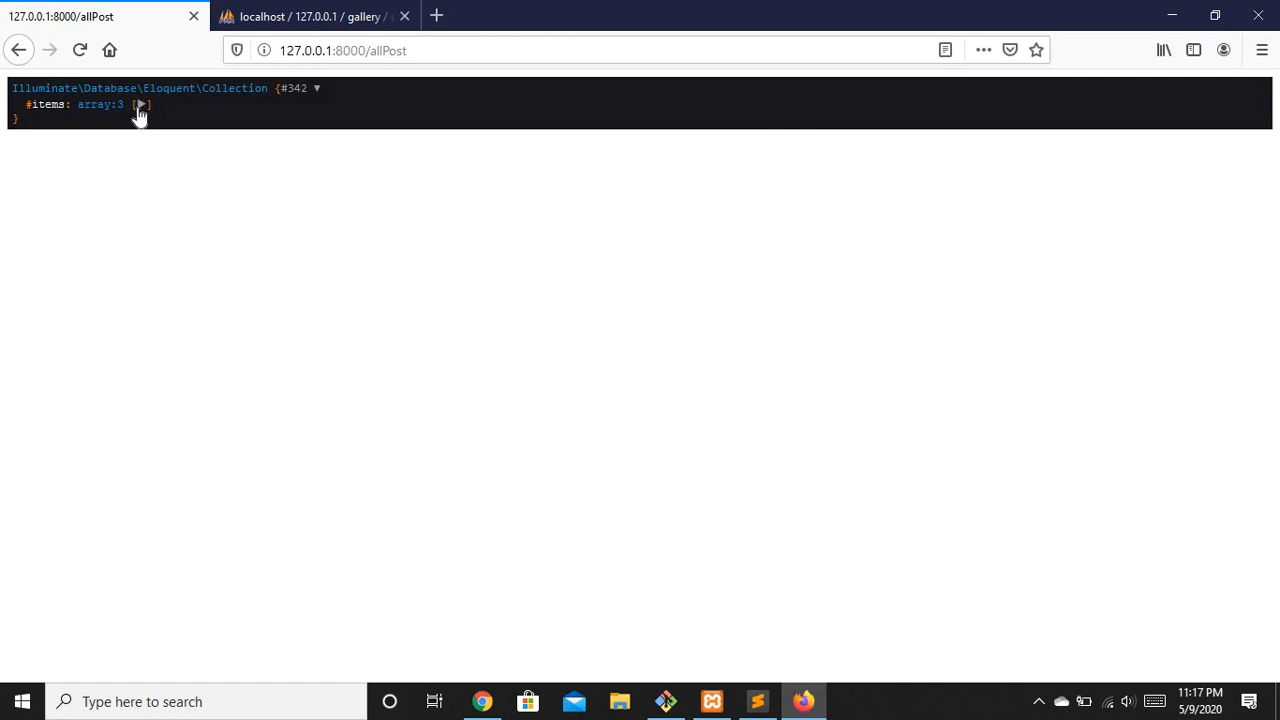 127.0.0.1:8000/allPost
localhost / 127.0.0.1 / gallery /
127.0.0.1:8000/allPost
Illuminate\Database\Eloquent\Collection {#342 ▼
#items: array:3 [▶]
}
Type here to search
11:17 PM
5/9/2020